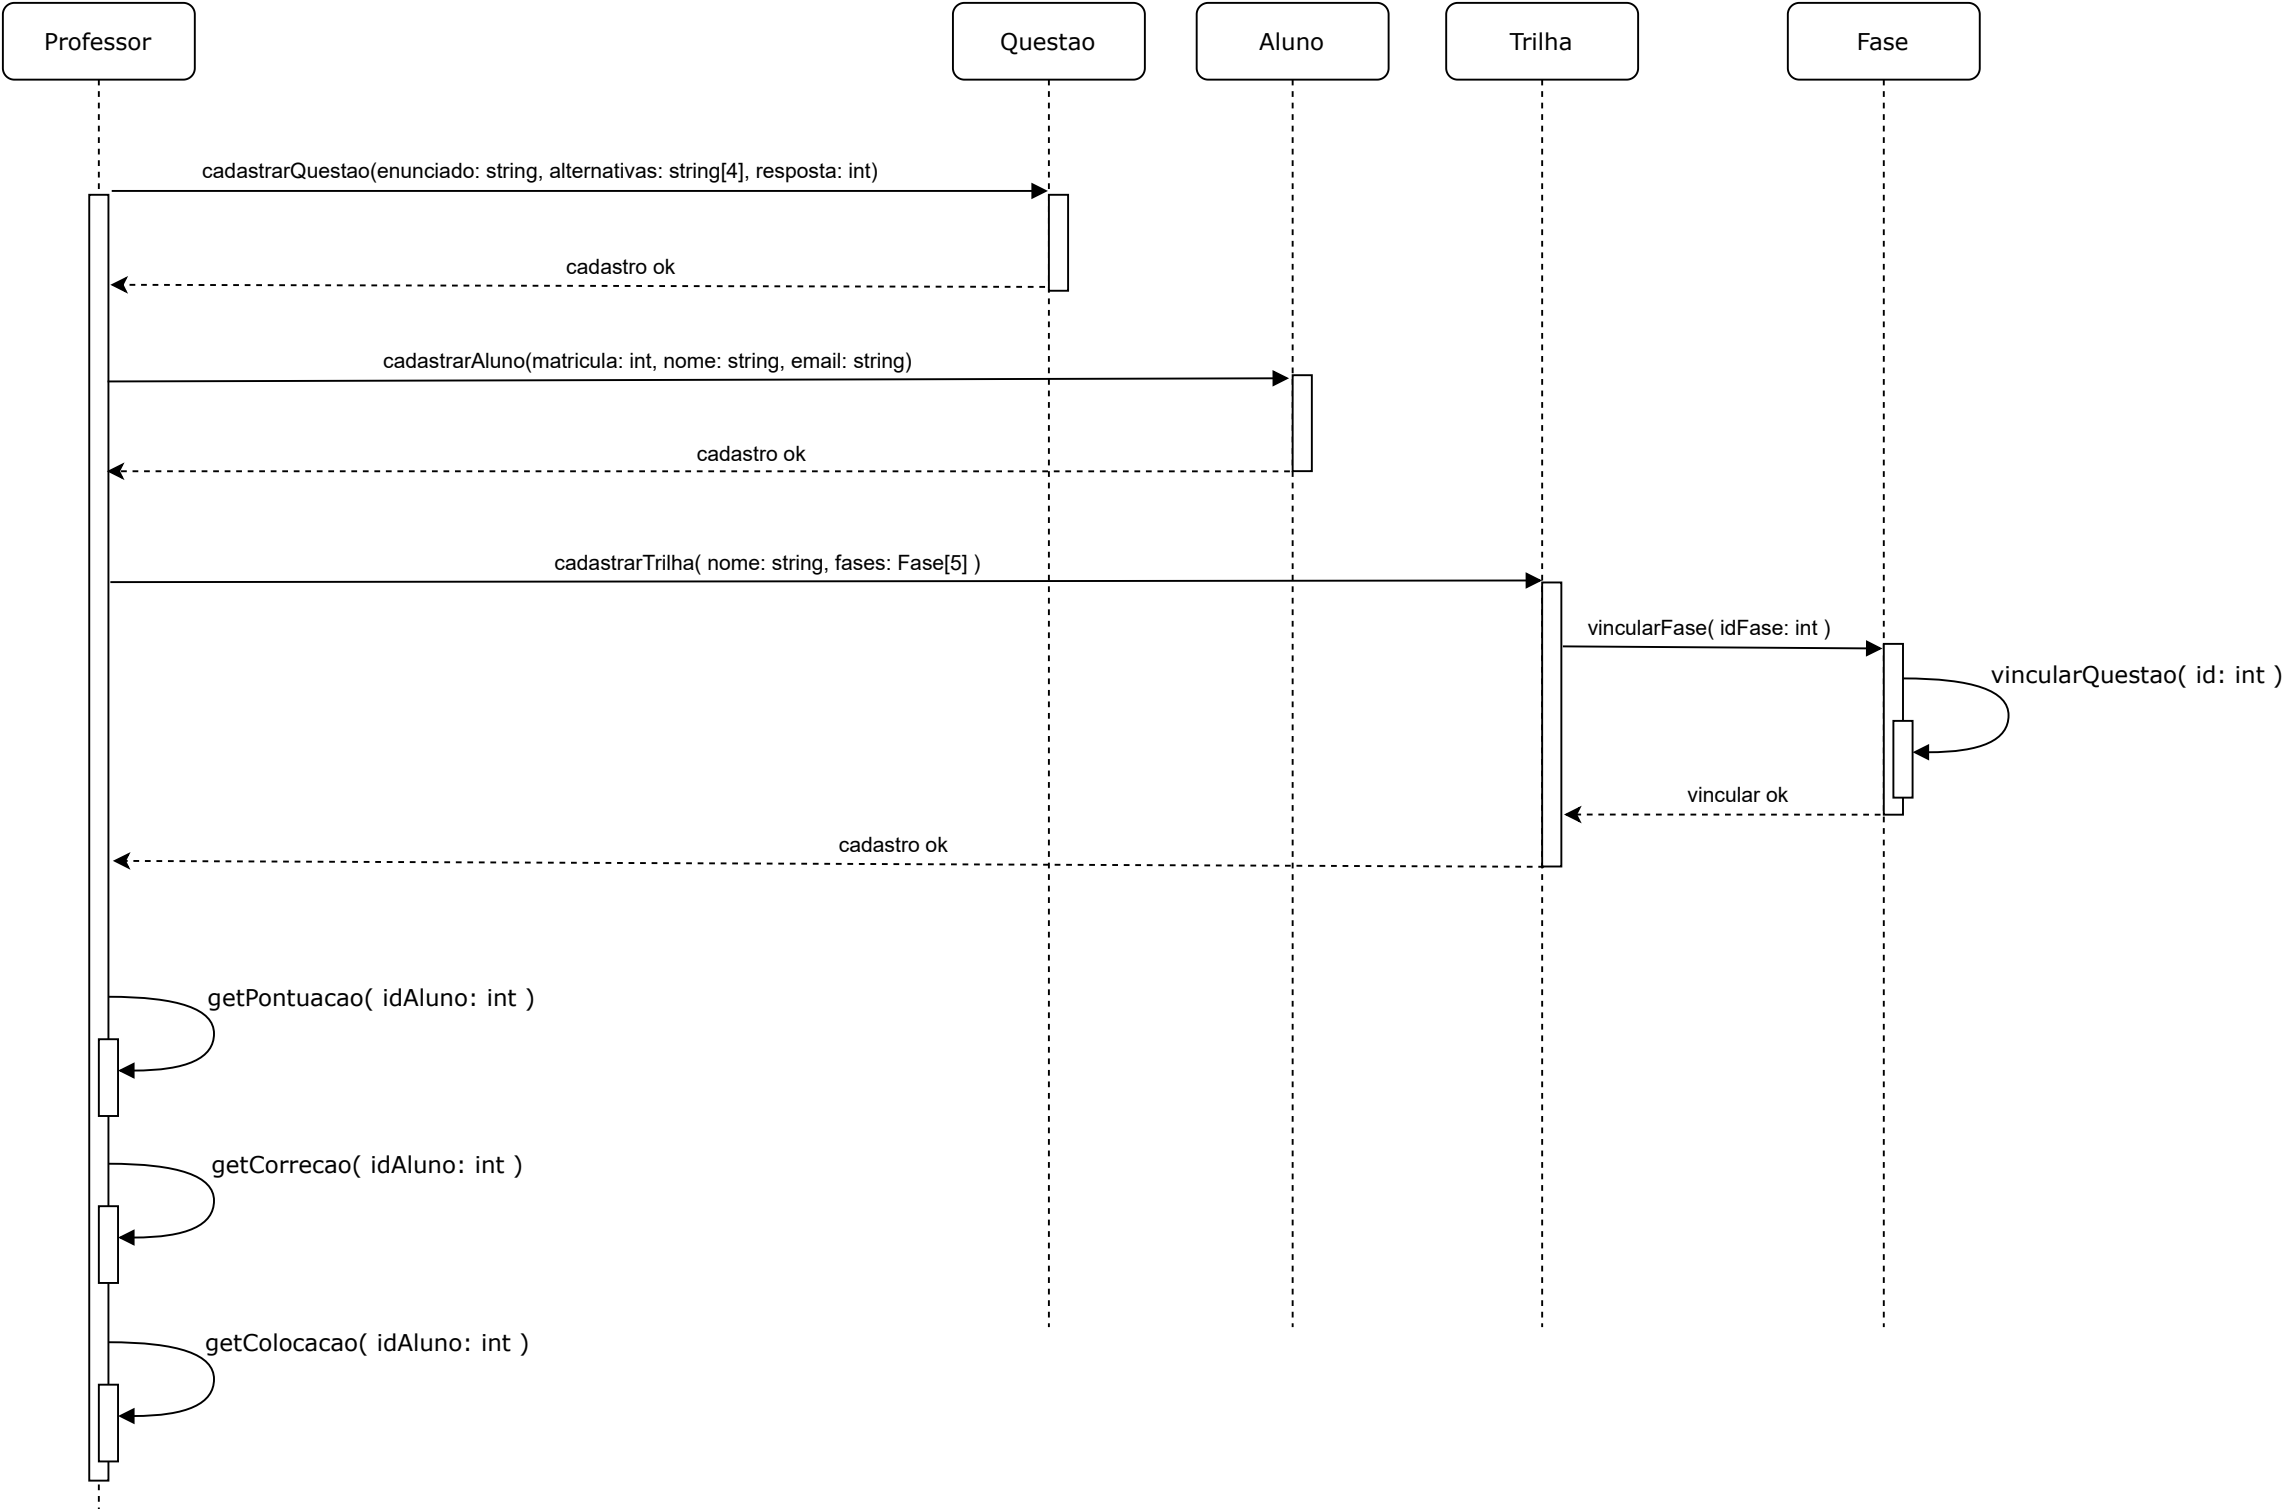 Professor
Questao
Aluno
Trilha
Fase
cadastrarQuestao(enunciado: string, alternativas: string[4], resposta: int)
cadastro ok
cadastrarAluno(matricula: int, nome: string, email: string)
cadastro ok
cadastrarTrilha( nome: string, fases: Fase[5] )
vincularFase( idFase: int )
vincularQuestao( id: int )
vincular ok
cadastro ok
getPontuacao( idAluno: int )
getCorrecao( idAluno: int )
getColocacao( idAluno: int )